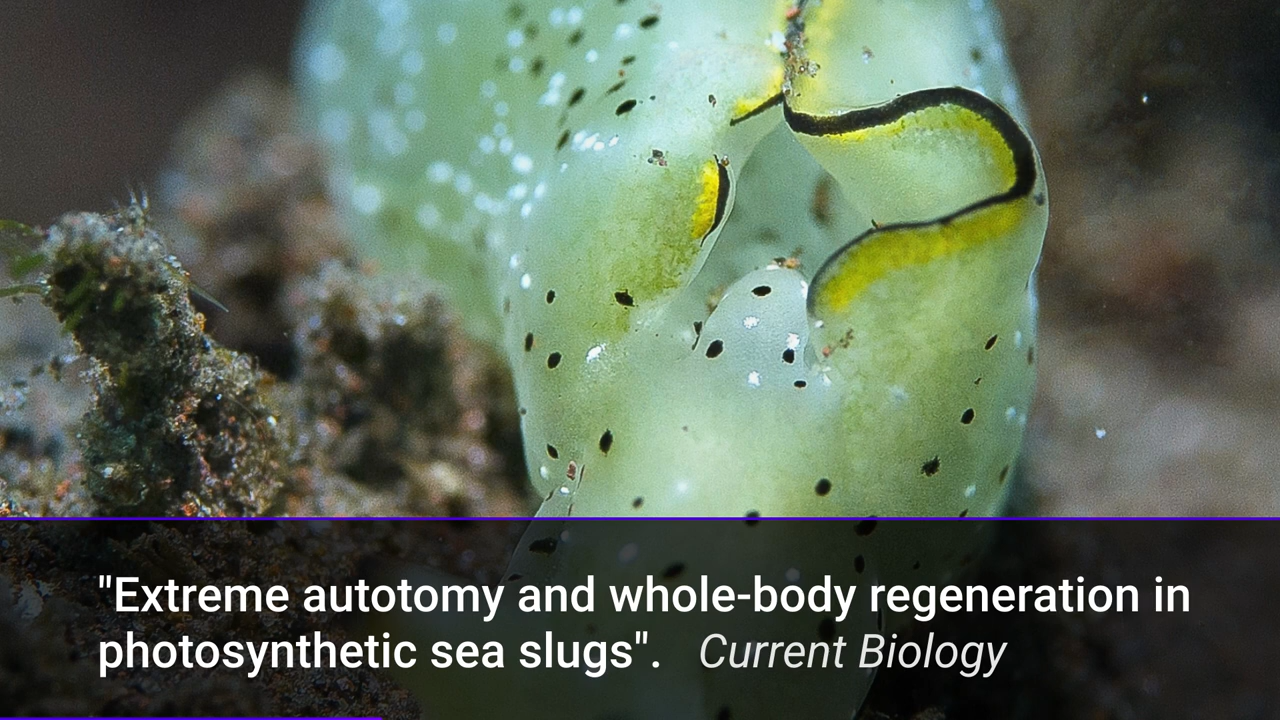 "Extreme autotomy and whole-body regeneration in
photosynthetic sea slugs". Current Biology